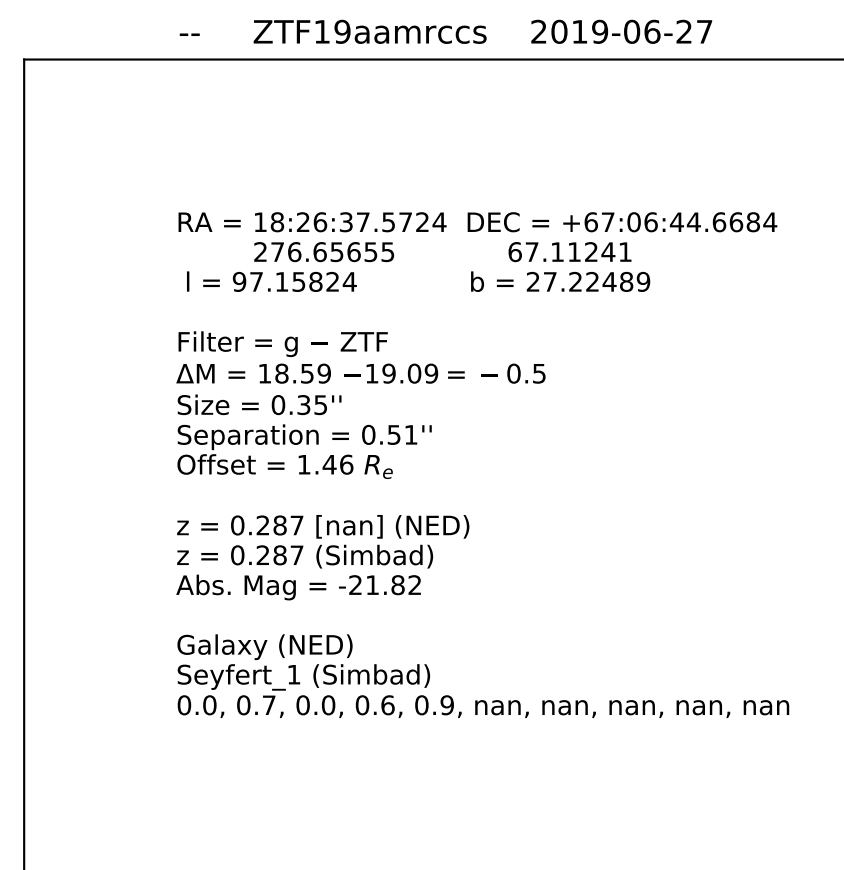 -- ZTF19aamrccs 2019-06-27
RA = 18:26:37.5724 DEC = +67:06:44.6684
276.65655 67.11241
l = 97.15824 b = 27.22489
Filter = g − ZTF
ΔM = 18.59 −19.09 = − 0.5
Size = 0.35''
Separation = 0.51''
Offset = 1.46 Rₑ
z = 0.287 [nan] (NED)
z = 0.287 (Simbad)
Abs. Mag = -21.82
Galaxy (NED)
Seyfert_1 (Simbad)
0.0, 0.7, 0.0, 0.6, 0.9, nan, nan, nan, nan, nan